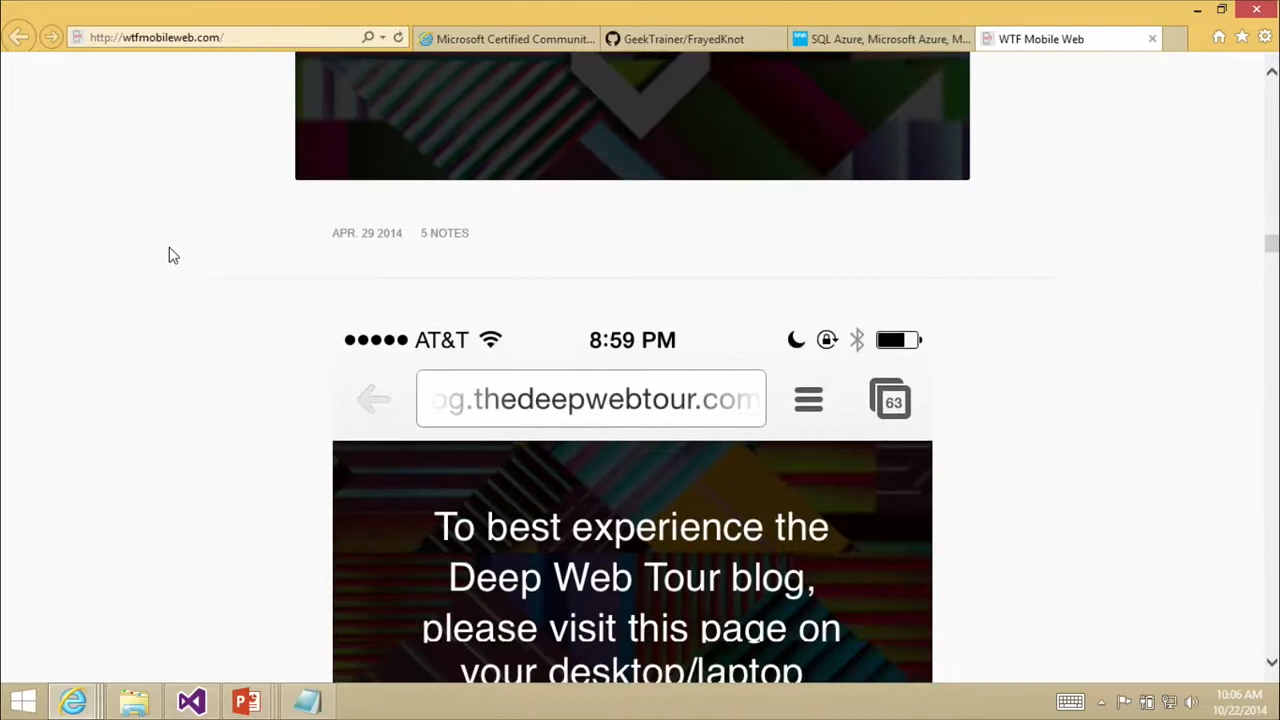 http://wtfmobileweb.com/
Microsoft Certified Communit...
GeekTrainer/FrayedKnot
SQL Azure, Microsoft Azure, M...
WTF Mobile Web
APR. 29 2014 5 NOTES
AT&T 8:59 PM
og.thedeepwebtour.com
63
To best experience the
Deep Web Tour blog,
please visit this page on
your desktop/laptop
10:06 AM
10/22/2014